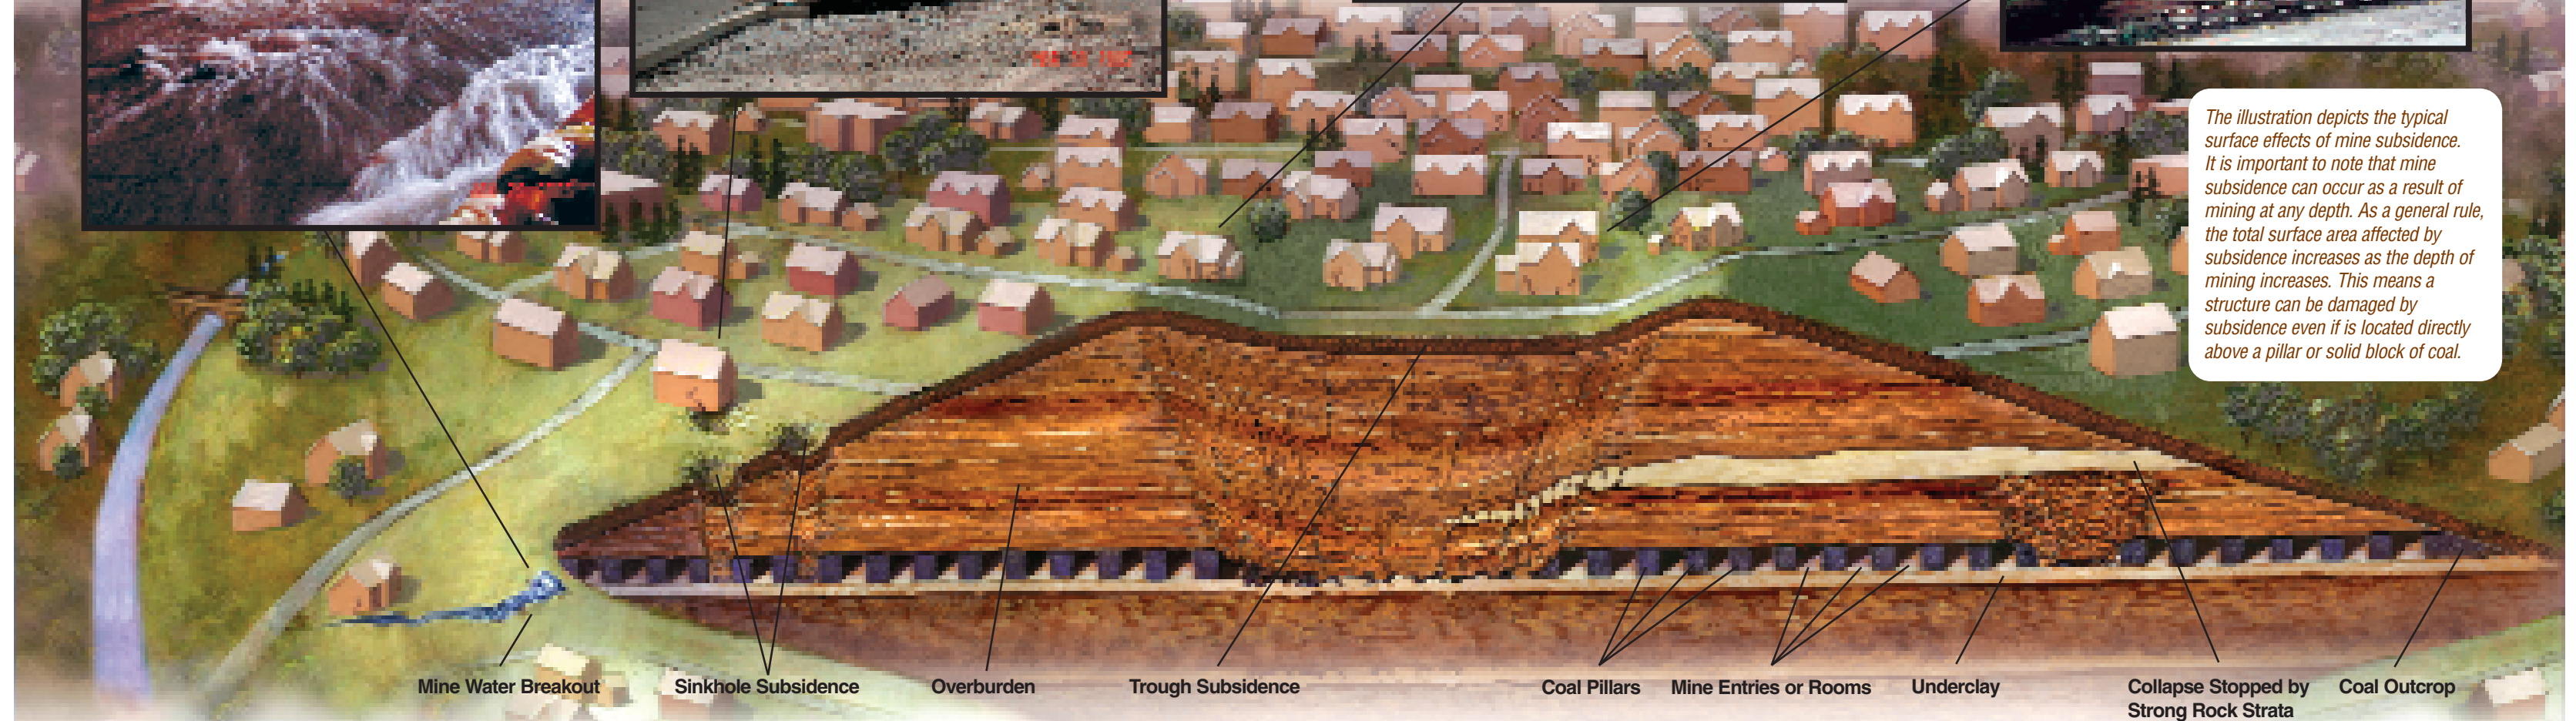 The illustration depicts the typical
surface effects of mine subsidence.
It is important to note that mine
subsidence can occur as a result of
mining at any depth. As a general rule,
the total surface area affected by
subsidence increases as the depth of
mining increases. This means a
structure can be damaged by
subsidence even if is located directly
above a pillar or solid block of coal.
Mine Water Breakout
Sinkhole Subsidence
Overburden
Trough Subsidence
Coal Pillars
Mine Entries or Rooms
Underclay
Collapse Stopped by
Strong Rock Strata
Coal Outcrop